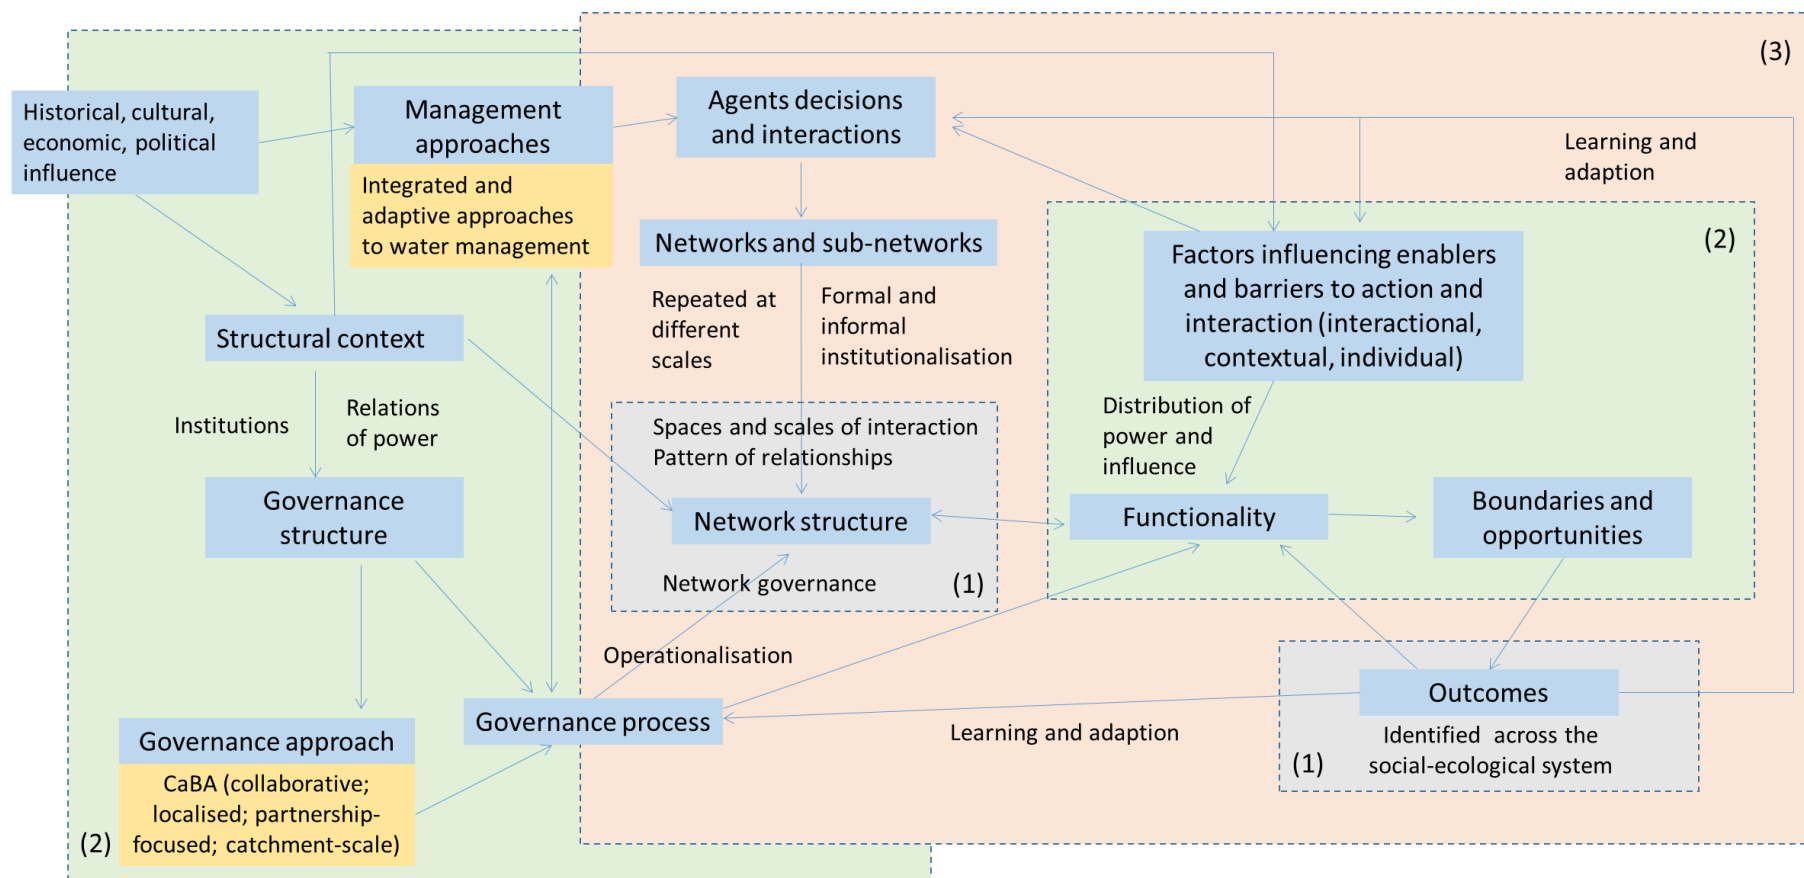 (3)
Historical, cultural,
economic, political
influence
Management
approaches
Integrated and
adaptive approaches
to water management
Agents decisions
and interactions
Learning and
adaption
Networks and sub-networks
Repeated at
different
scales
Formal and
informal
institutionalisation
(2)
Factors influencing enablers
and barriers to action and
interaction (interactional,
contextual, individual)
Structural context
Institutions
Relations
of power
Spaces and scales of interaction
Pattern of relationships
Distribution of
power and
influence
Governance
structure
Network structure
Network governance
(1)
Functionality
Boundaries and
opportunities
Operationalisation
Governance process
Learning and adaption
Outcomes
Identified across the
social-ecological system
(1)
Governance approach
CaBA (collaborative;
localised; partnership-
focused; catchment-scale)
(2)